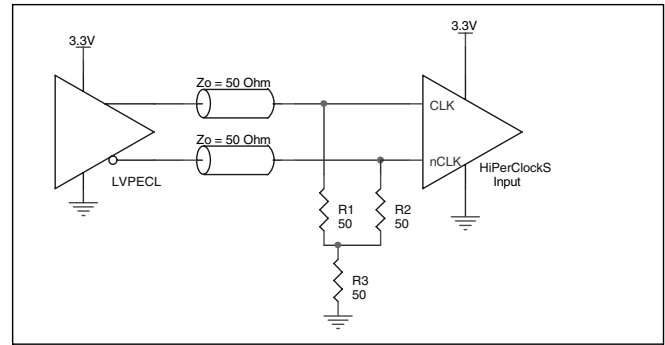 3.3V
3.3V
Zo = 50 Ohm
CLK
Zo = 50 Ohm
nCLK
HiPerClockS
Input
LVPECL
R1
50
R2
50
R3
50